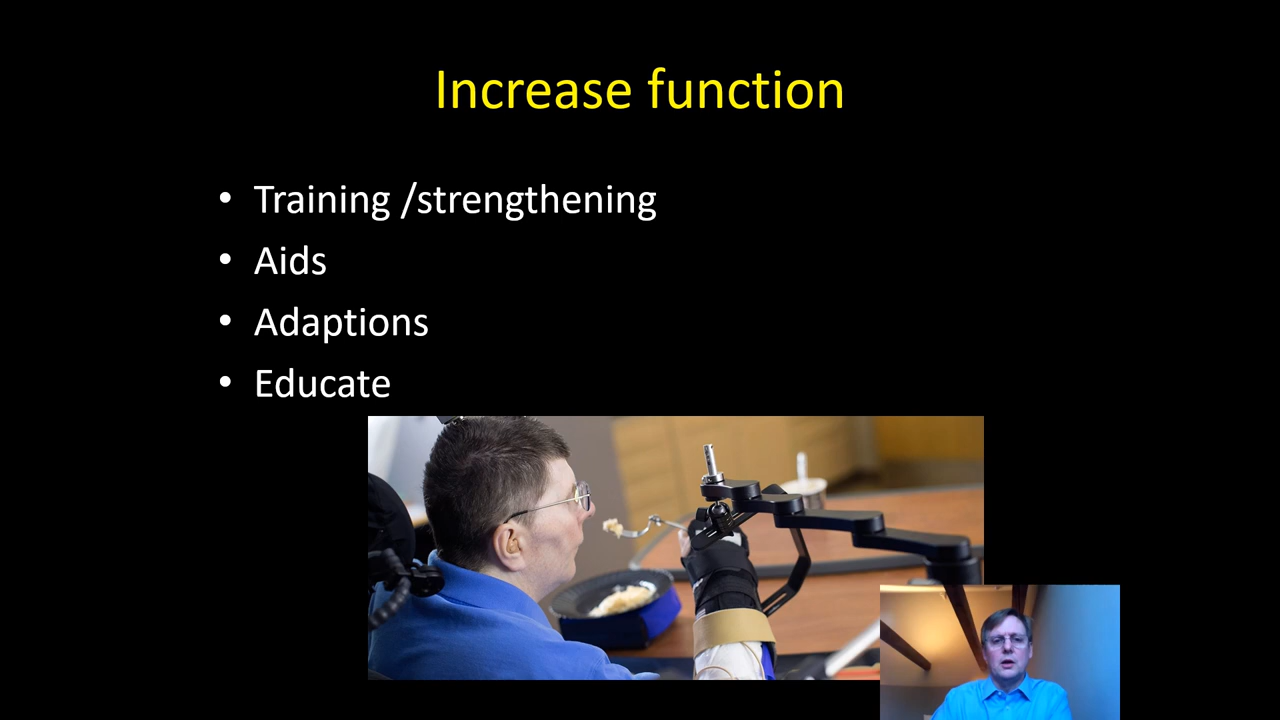 Increase function
• Training /strengthening
• Aids
• Adaptions
• Educate